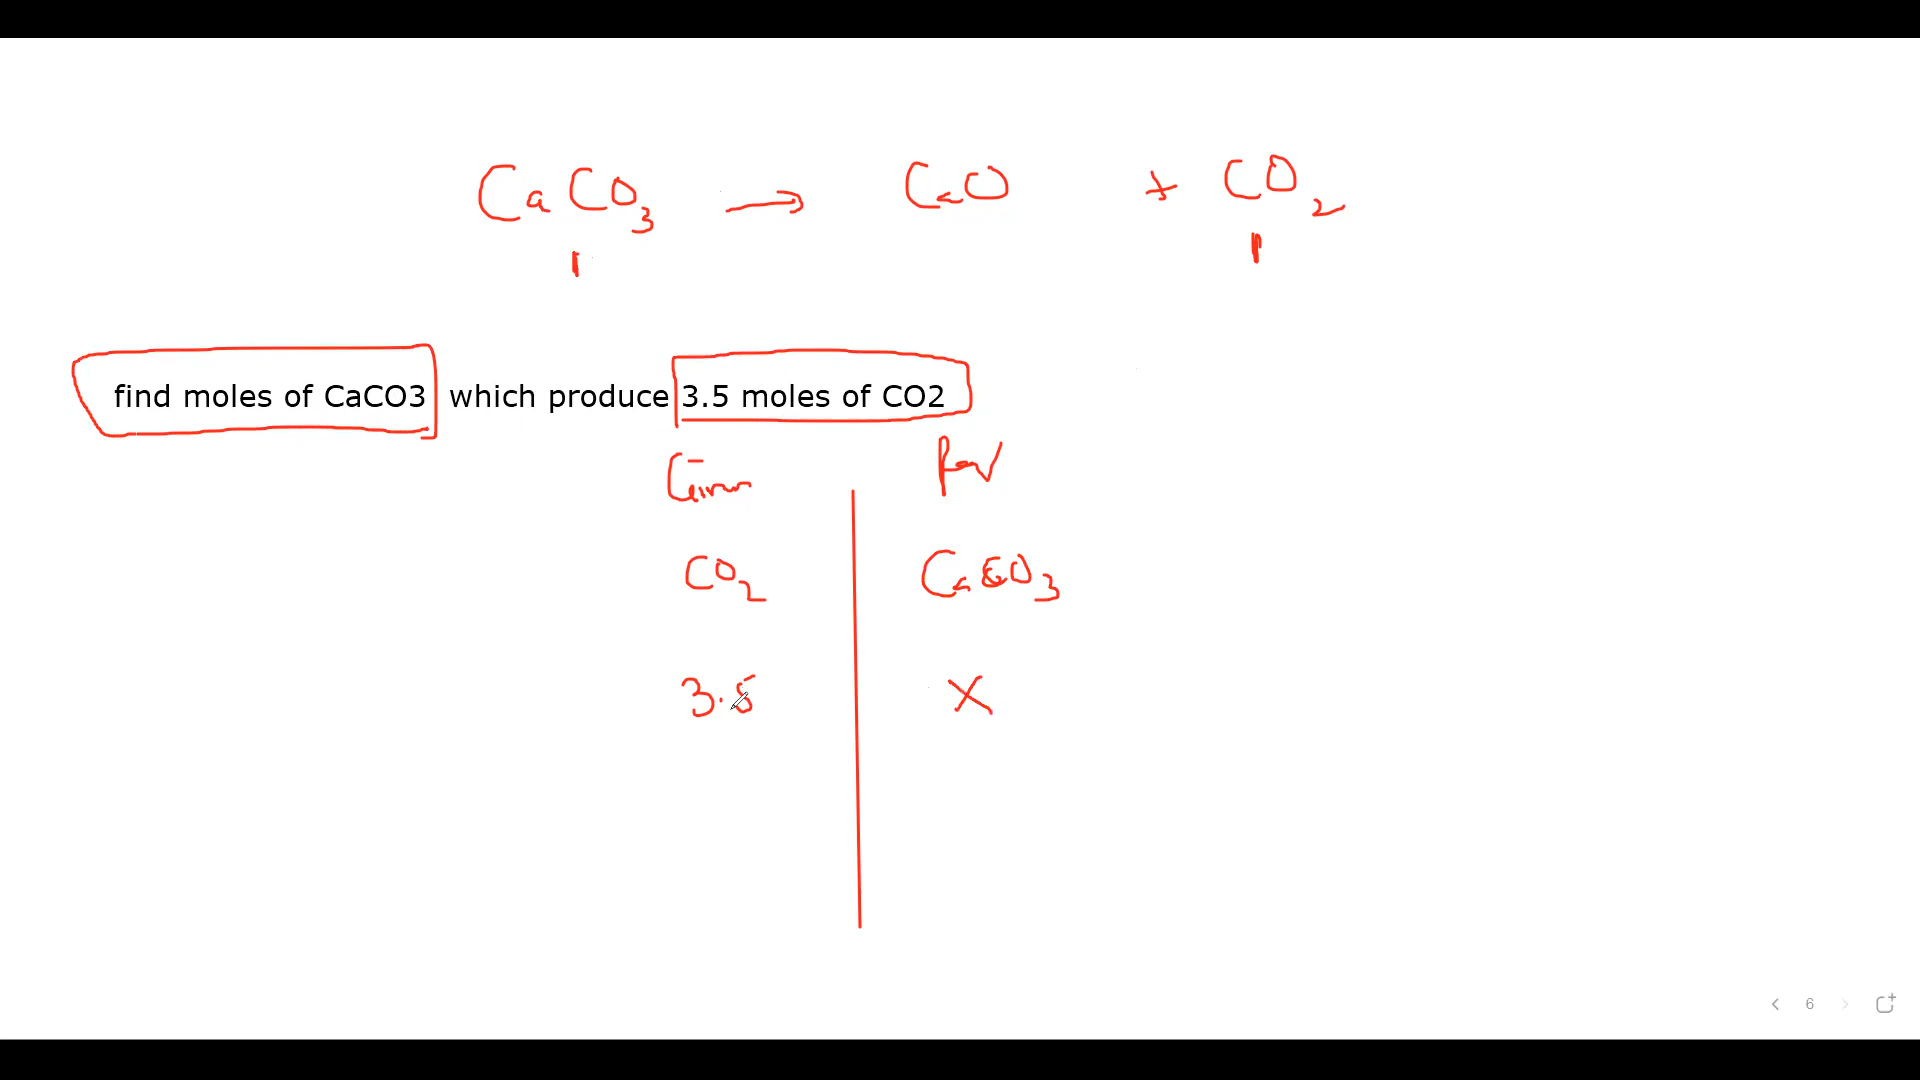 CaCO3 → CaO + CO2
1 1
find moles of CaCO3 which produce 3.5 moles of CO2
Given
CO2 CaCO3
3.5 X
6